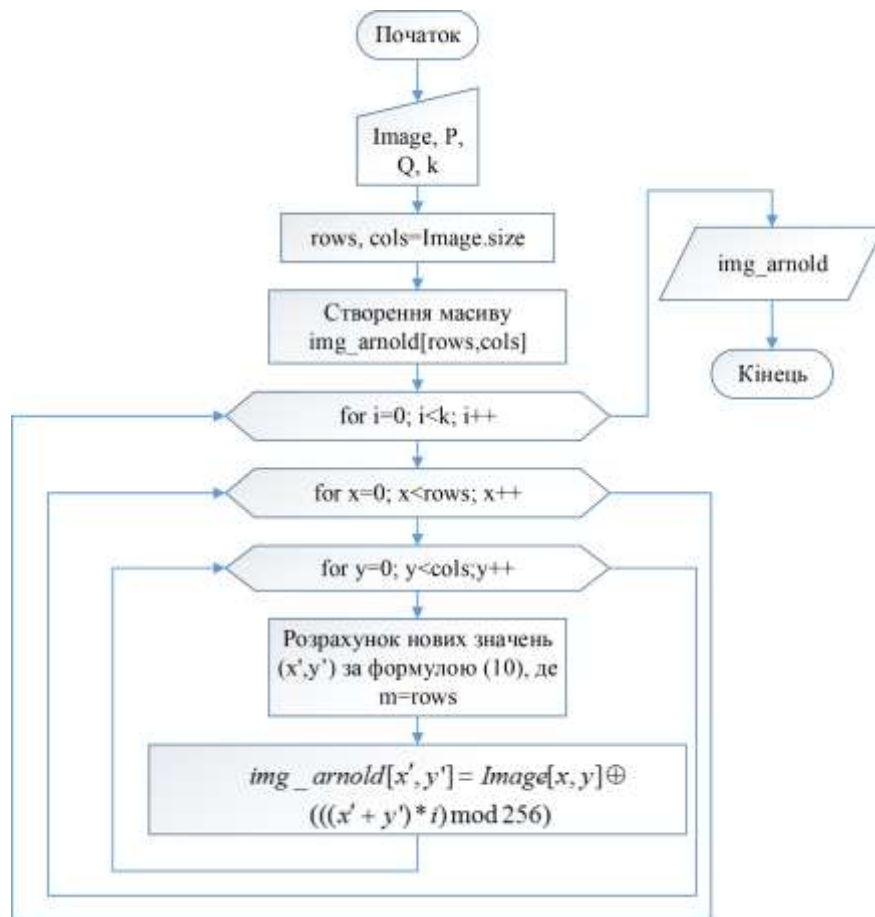 Початок
Image, P,
Q, k
rows, cols=Image.size
Створення масиву
img_arnold[rows,cols]
for i=0; i<k; i++
for x=0; x<rows; x++
for y=0; y<cols;y++
Розрахунок нових значень
(x',y’) за формулою (10), де
m=rows
img_arnold[x', y'] = Image[x, y]⊕
(((x' + y')*i) mod 256)
img_arnold
Кінець